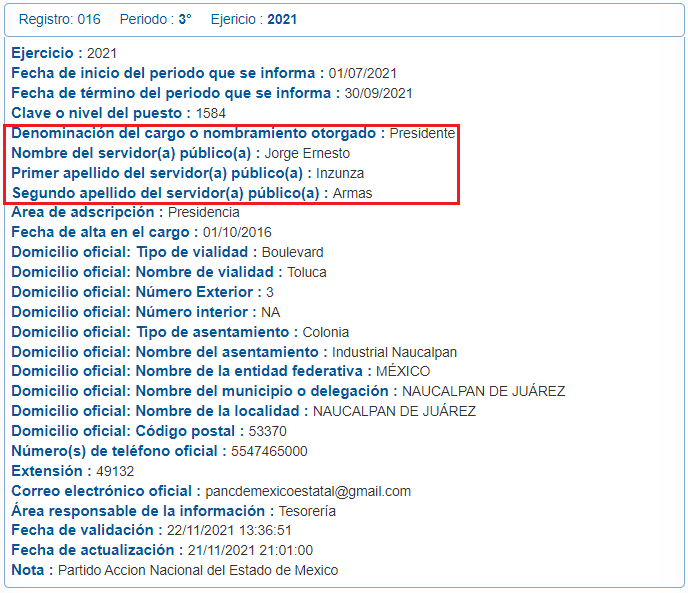 Registro: 016 Periodo : 3° Ejericio : 2021
Ejercicio : 2021
Fecha de inicio del periodo que se informa : 01/07/2021
Fecha de término del periodo que se informa : 30/09/2021
Clave o nivel del puesto : 1584
Denominación del cargo o nombramiento otorgado : Presidente
Nombre del servidor(a) público(a) : Jorge Ernesto
Primer apellido del servidor(a) público(a) : Inzunza
Segundo apellido del servidor(a) público(a) : Armas
Área de adscripción : Presidencia
Fecha de alta en el cargo : 01/10/2016
Domicilio oficial: Tipo de vialidad : Boulevard
Domicilio oficial: Nombre de vialidad : Toluca
Domicilio oficial: Número Exterior : 3
Domicilio oficial: Número interior : NA
Domicilio oficial: Tipo de asentamiento : Colonia
Domicilio oficial: Nombre del asentamiento : Industrial Naucalpan
Domicilio oficial: Nombre de la entidad federativa : MÉXICO
Domicilio oficial: Nombre del municipio o delegación : NAUCALPAN DE JUÁREZ
Domicilio oficial: Nombre de la localidad : NAUCALPAN DE JUÁREZ
Domicilio oficial: Código postal : 53370
Número(s) de teléfono oficial : 5547465000
Extensión : 49132
Correo electrónico oficial : pancdemexicoestatal@gmail.com
Área responsable de la información : Tesorería
Fecha de validación : 22/11/2021 13:36:51
Fecha de actualización : 21/11/2021 21:01:00
Nota : Partido Accion Nacional del Estado de Mexico